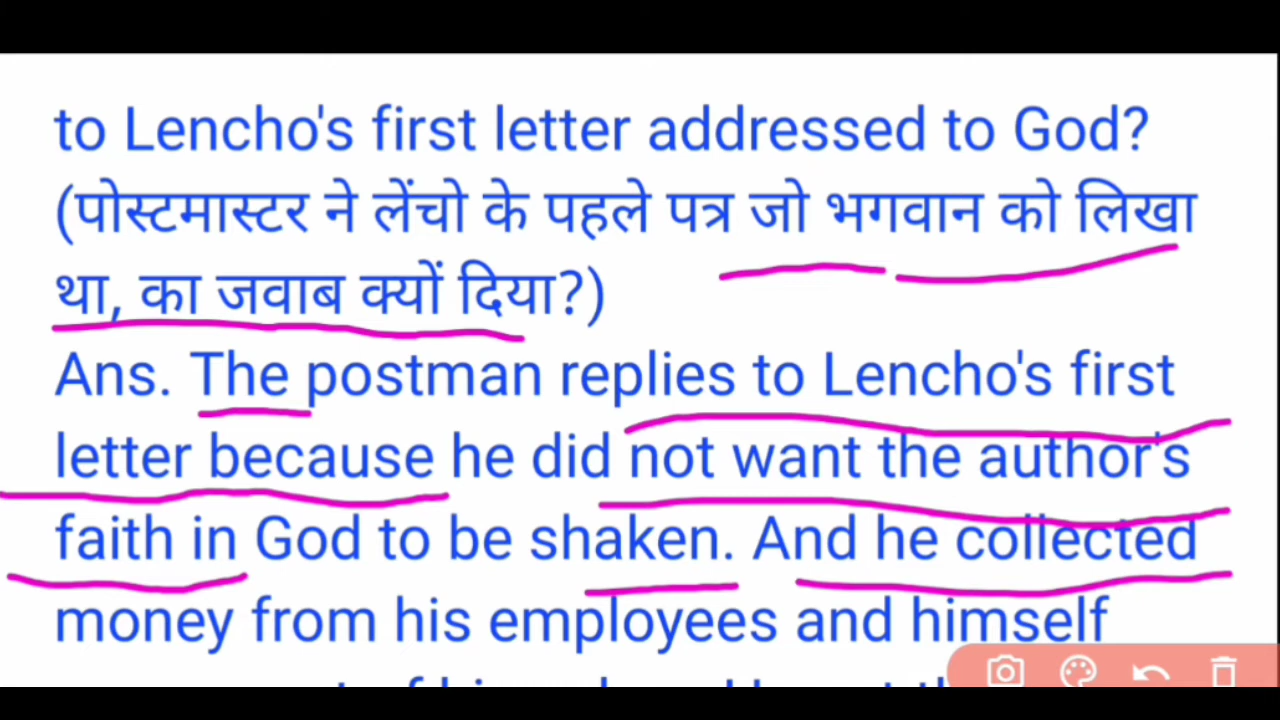 to Lencho's first letter addressed to God?
(पोस्टमास्टर ने लेंचो के पहले पत्र जो भगवान को लिखा
था, का जवाब क्यों दिया?)
Ans. The postman replies to Lencho's first
letter because he did not want the author's
faith in God to be shaken. And he collected
money from his employees and himself